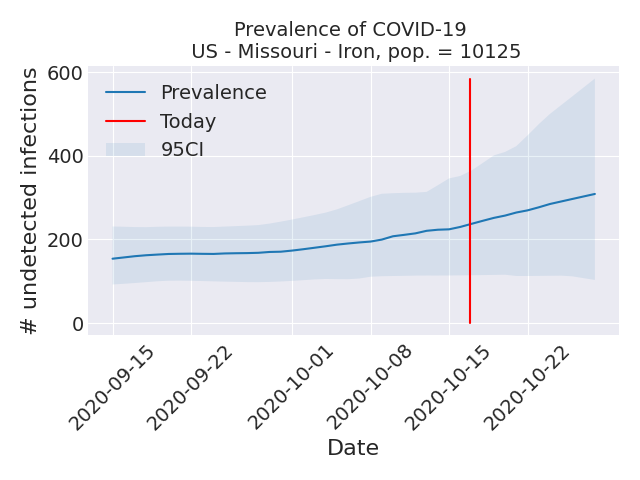 Prevalence of COVID-19
US - Missouri - Iron, pop. = 10125
# undetected infections
600
400
200
0
Prevalence
Today
95CI
2020-09-15
2020-09-22
2020-10-01
2020-10-08
2020-10-15
2020-10-22
Date